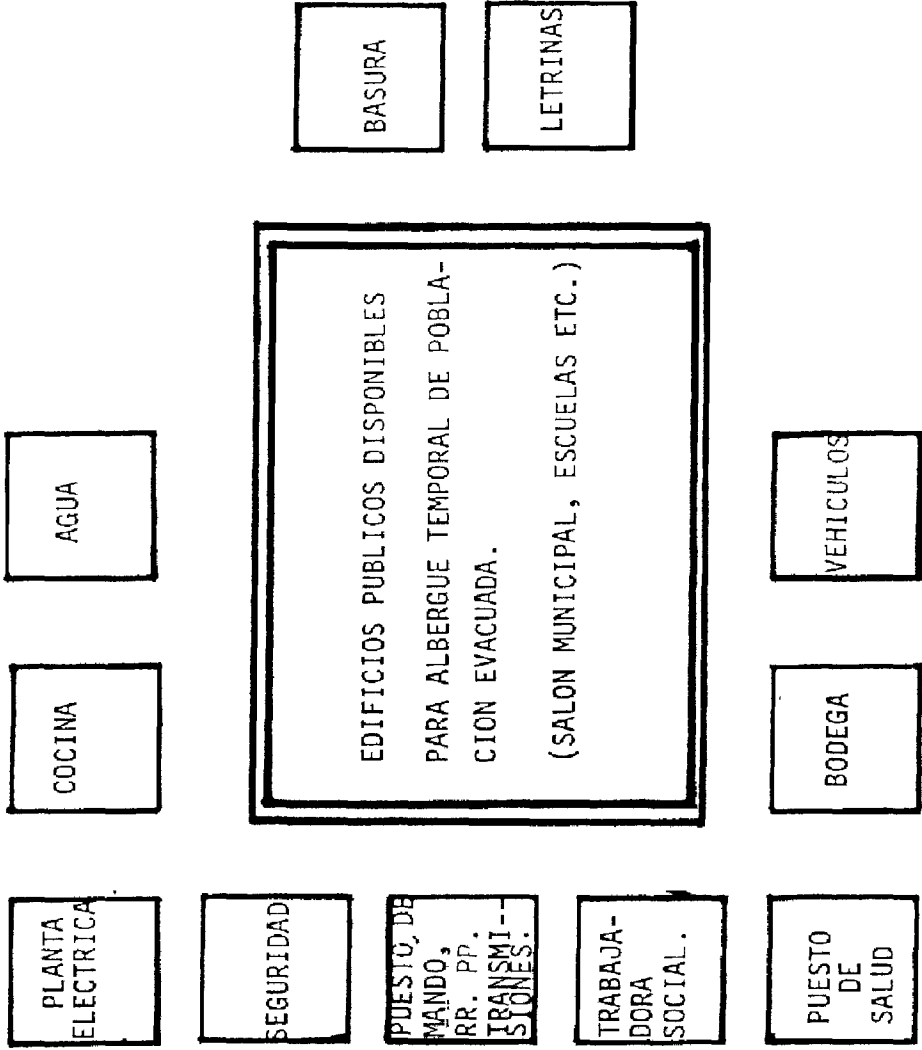 PLANTA
ELECTRICA
COCINA
AGUA
SEGURIDAD
PUESTO DE
MANDO,
RR. PP.
TRANSMI--
SIONES.
TRABAJA-
DORA
SOCIAL.
EDIFICIOS PUBLICOS DISPONIBLES
PARA ALBERGUE TEMPORAL DE POBLA-
CION EVACUADA.
(SALON MUNICIPAL, ESCUELAS ETC.)
BASURA
LETRINAS
PUESTO
DE
SALUD
BODEGA
VEHICULOS